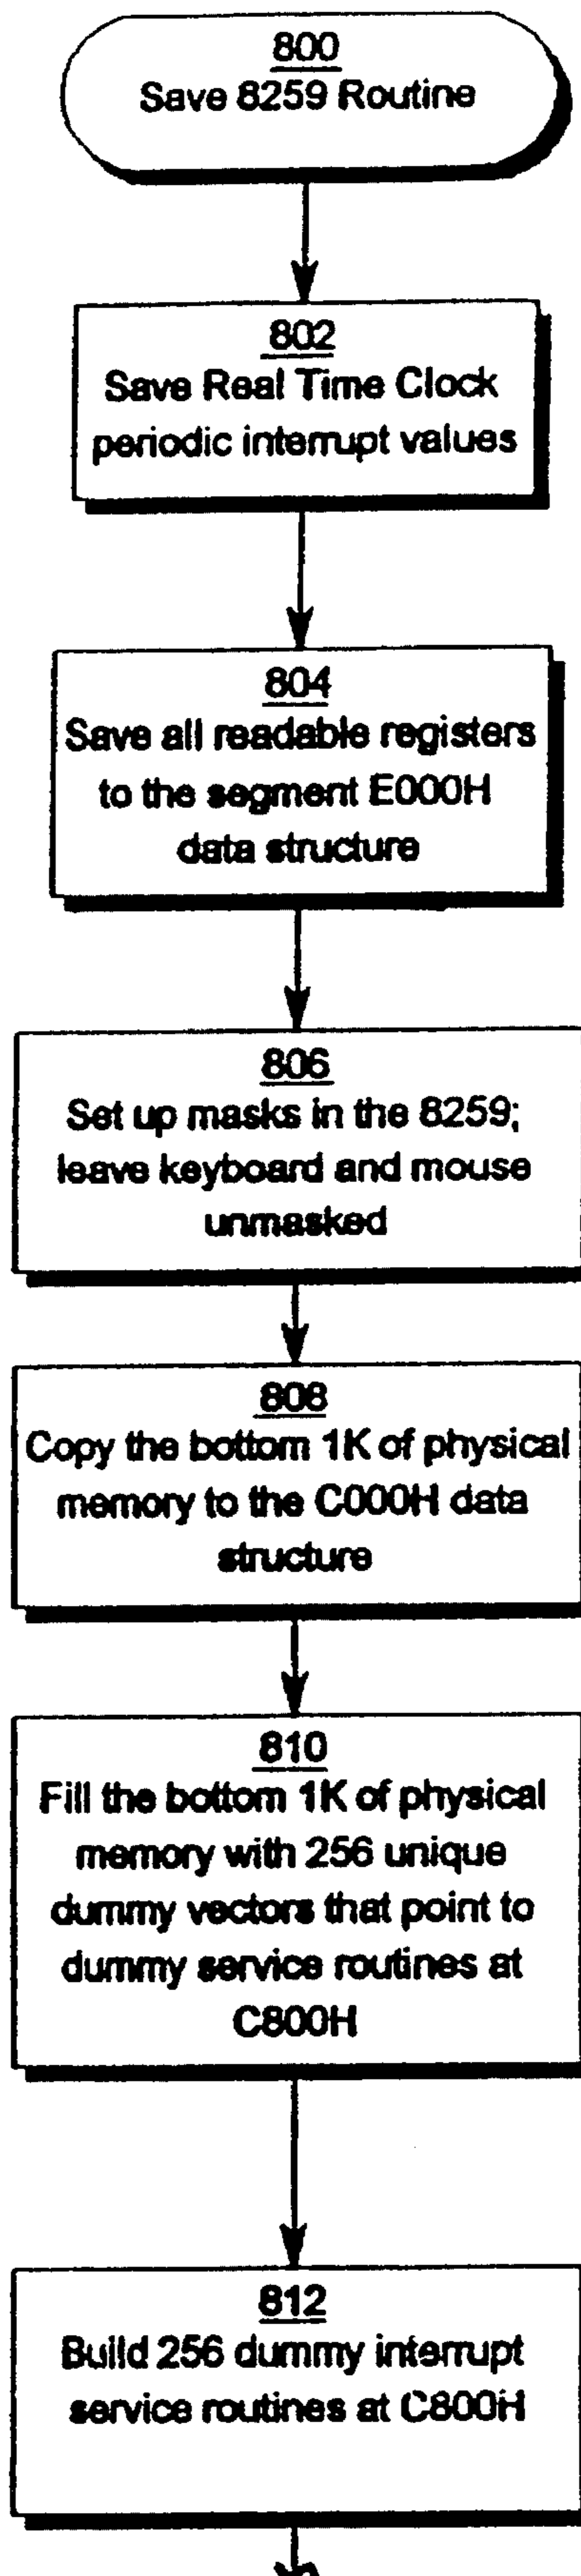 800
Save 8259 Routine
802
Save Real Time Clock
periodic interrupt values
804
Save all readable registers
to the segment E000H
data structure
806
Set up masks in the 8259;
leave keyboard and mouse
unmasked
808
Copy the bottom 1K of physical
memory to the C000H data
structure
810
Fill the bottom 1K of physical
memory with 256 unique
dummy vectors that point to
dummy service routines at
C800H
812
Build 256 dummy interrupt
service routines at C800H